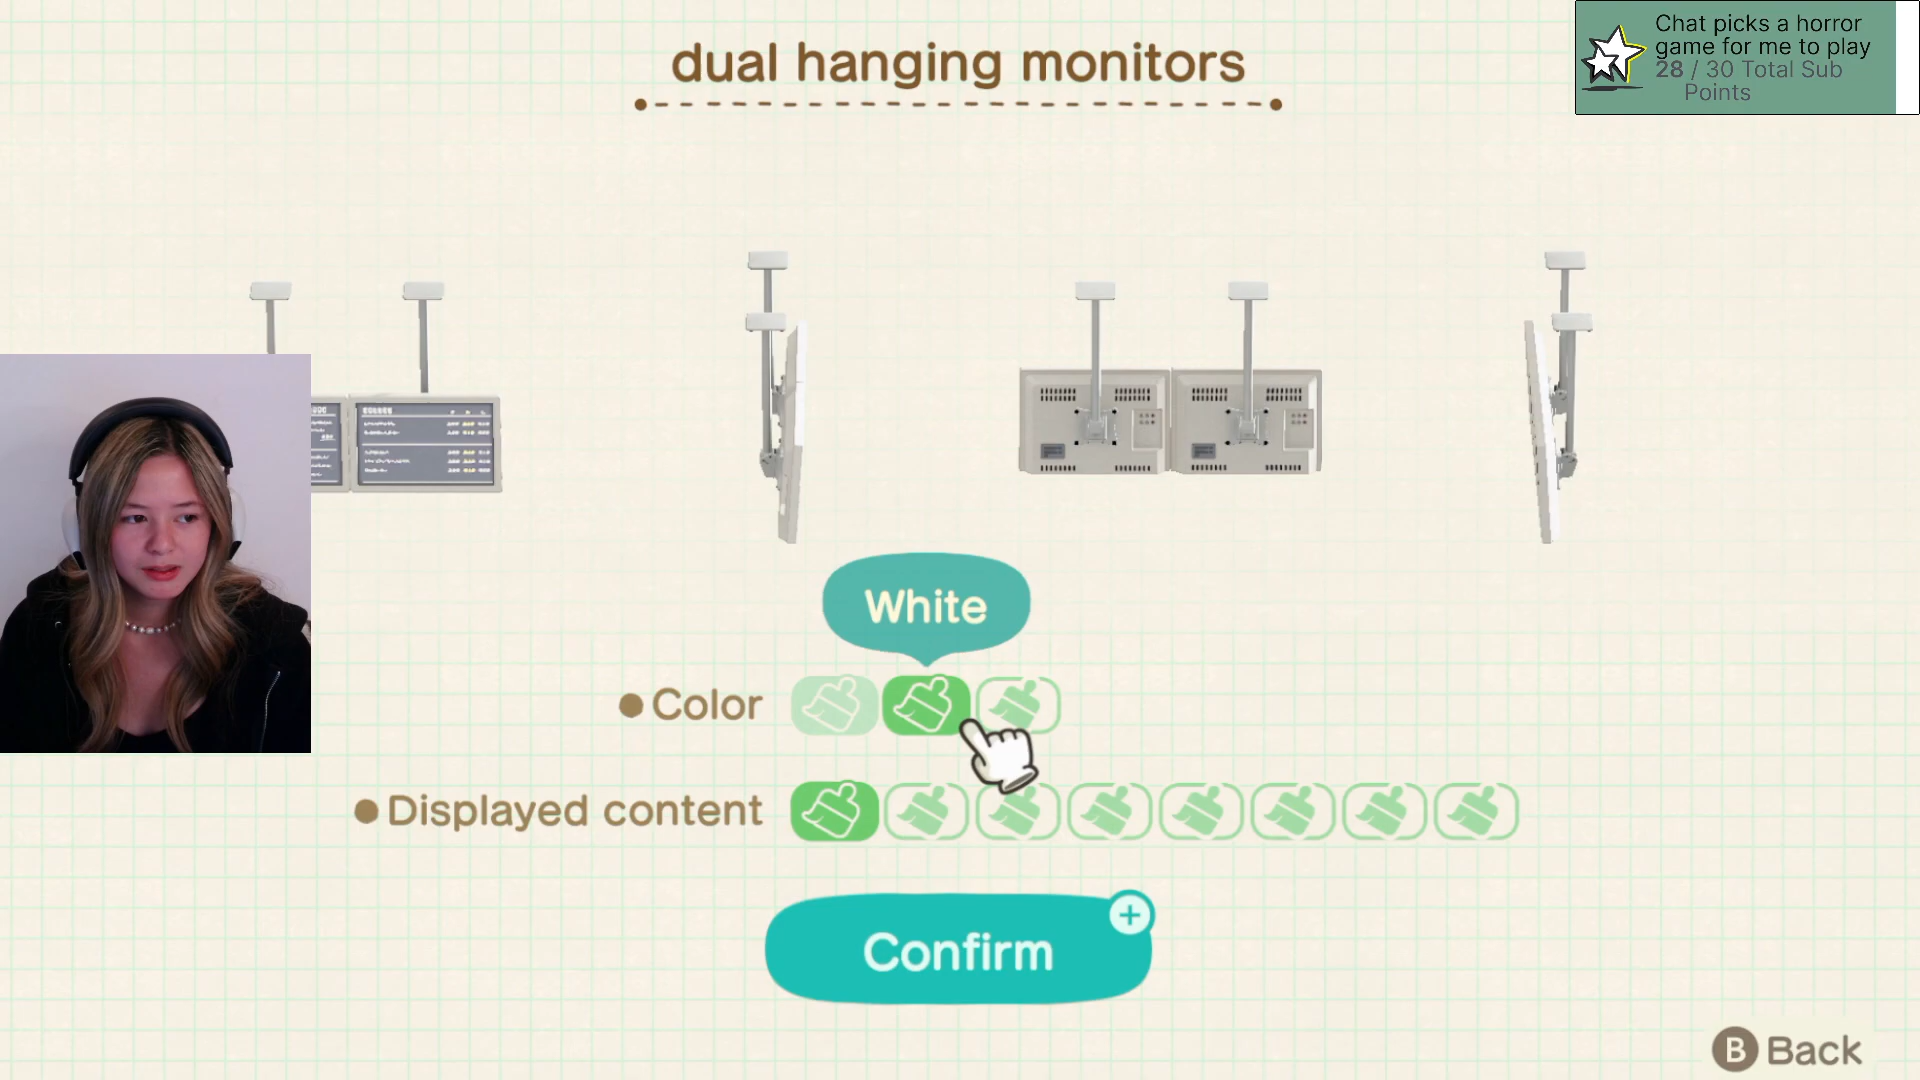 dual hanging monitors
Chat picks a horror
game for me to play
28 / 30 Total Sub
Points
White
Color
Displayed content
Confirm
B Back